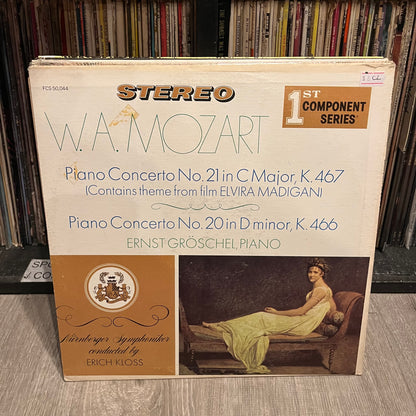 FCS 50,044
STEREO
1ST
COMPONENT
SERIES
W. A. MOZART
Piano Concerto No. 21 in C Major, K. 467
(Contains theme from film ELVIRA MADIGAN)
Piano Concerto No. 20 in D minor, K. 466
ERNST GRÖSCHEL, PIANO
Nürnberger Symphoniker
conducted by
ERICH KLOSS